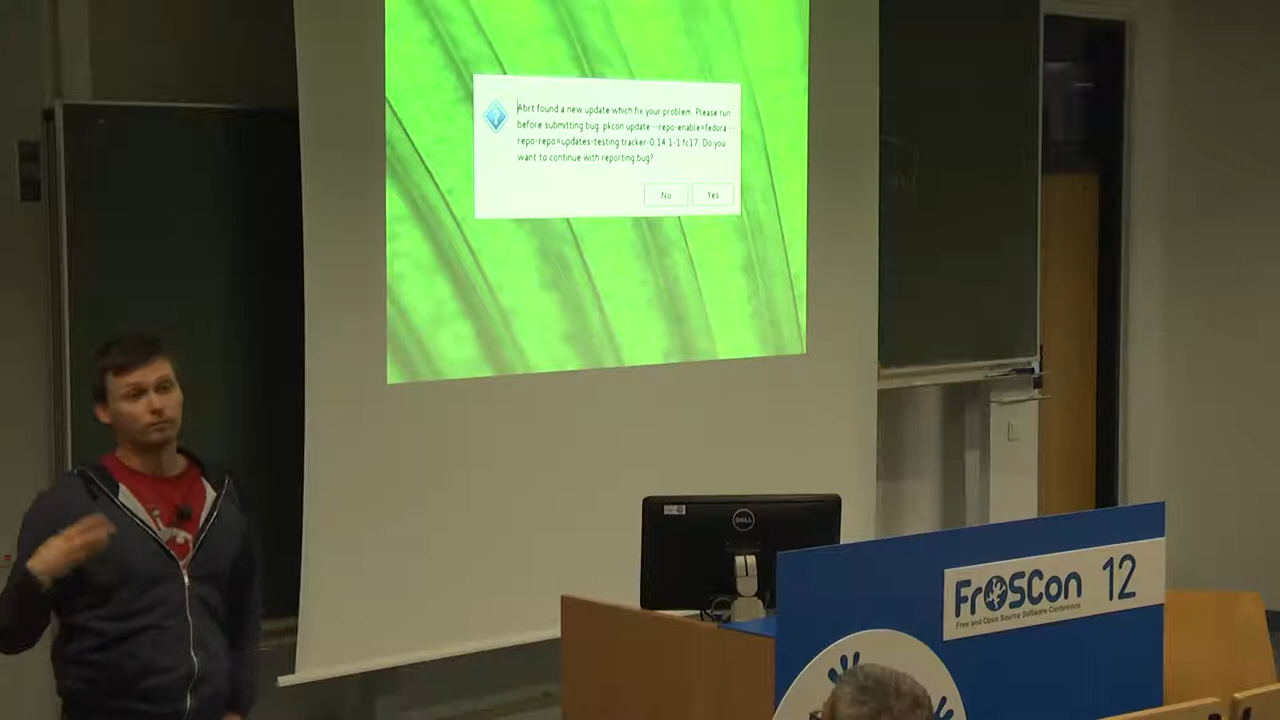 Abrt found a new update which fix your problem. Please run
before submitting bug: pkcon update --repo-enable=fedora --
repo-repo=updates-testing tracker-0.14.1-1.fc17. Do you
want to continue with reporting bug?
No
Yes
DELL
FrOSCon 12
Free and Open Source Software Conference